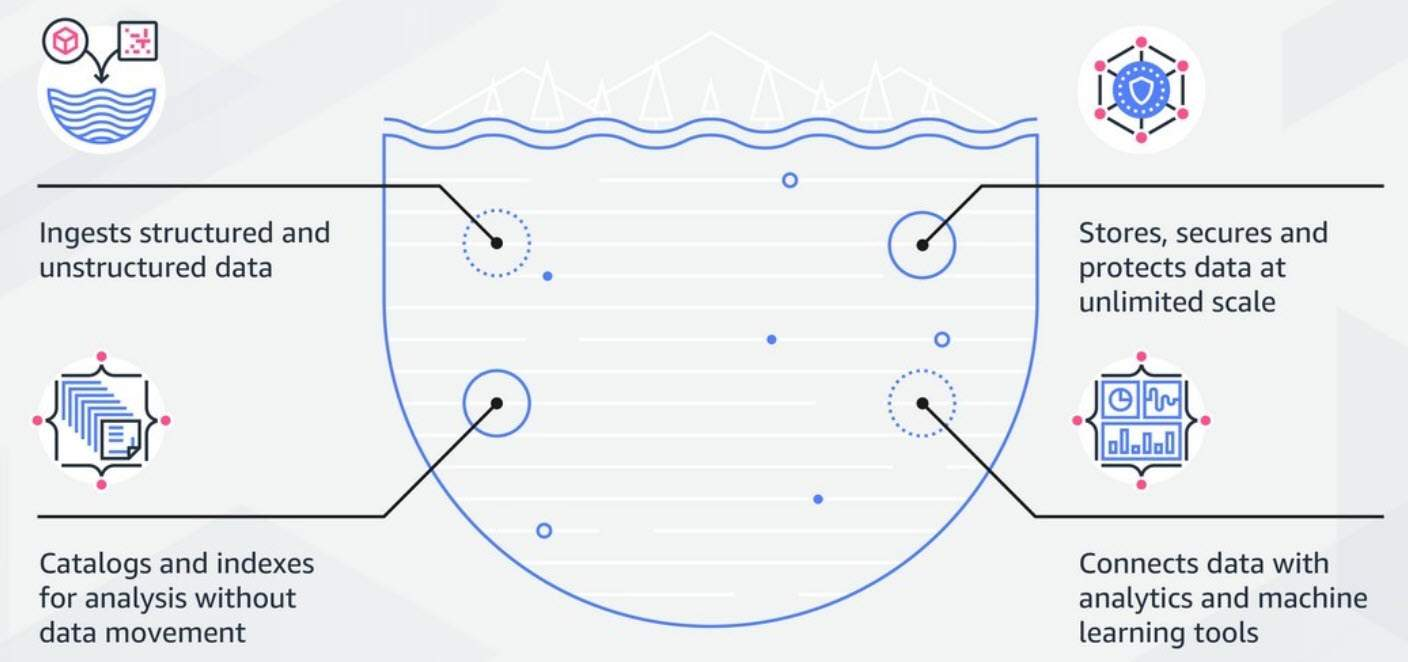 Ingests structured and
unstructured data
Stores, secures and
protects data at
unlimited scale
Catalogs and indexes
for analysis without
data movement
Connects data with
analytics and machine
learning tools